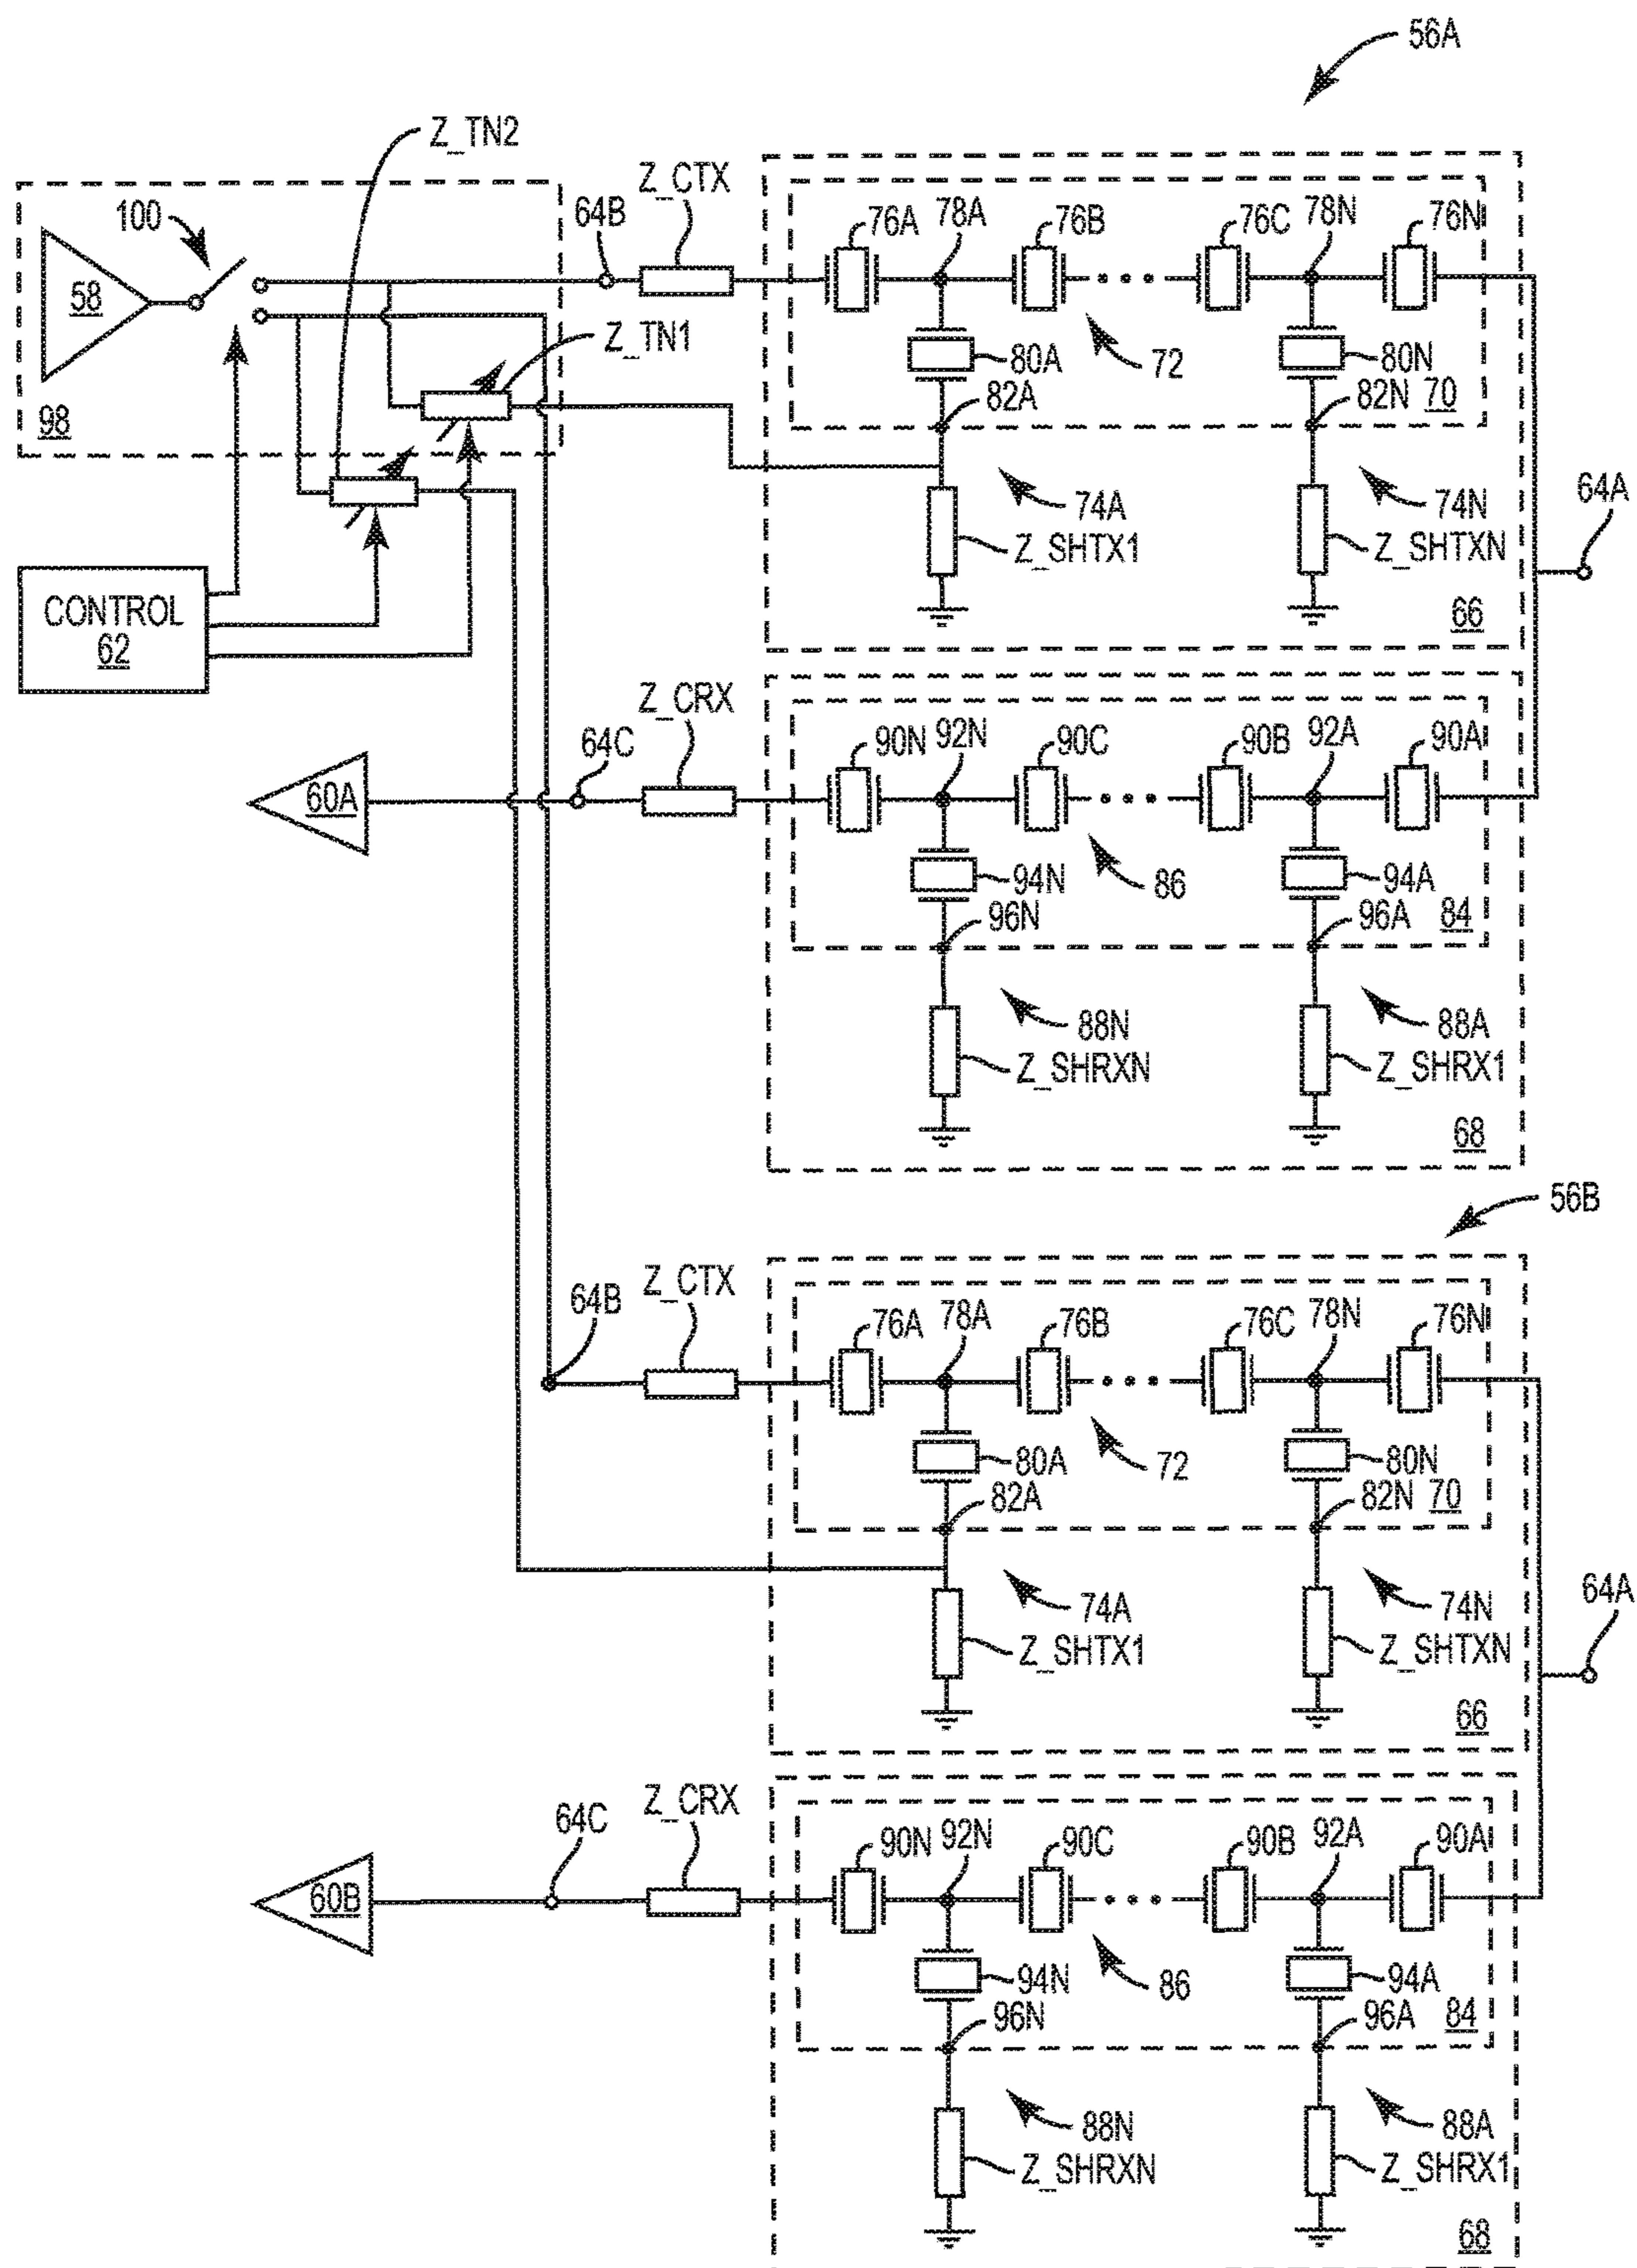 56A
Z_TN2
Z_CTX
100
64B
76A
78A
76B
76C
78N
76N
58
Z_TN1
80A
72
80N
98
82A
82N
70
74A
74N
64A
Z_SHTX1
Z_SHTXN
CONTROL
62
66
Z_CRX
64C
90N
92N
90C
90B
92A
90A
60A
94N
86
94A
96N
96A
84
88N
88A
Z_SHRXN
Z_SHRX1
68
56B
Z_CTX
64B
76A
78A
76B
76C
78N
76N
80A
72
80N
82A
82N
70
74A
74N
64A
Z_SHTX1
Z_SHTXN
66
Z_CRX
64C
90N
92N
90C
90B
92A
90A
60B
94N
86
94A
96N
96A
84
88N
88A
Z_SHRXN
Z_SHRX1
68